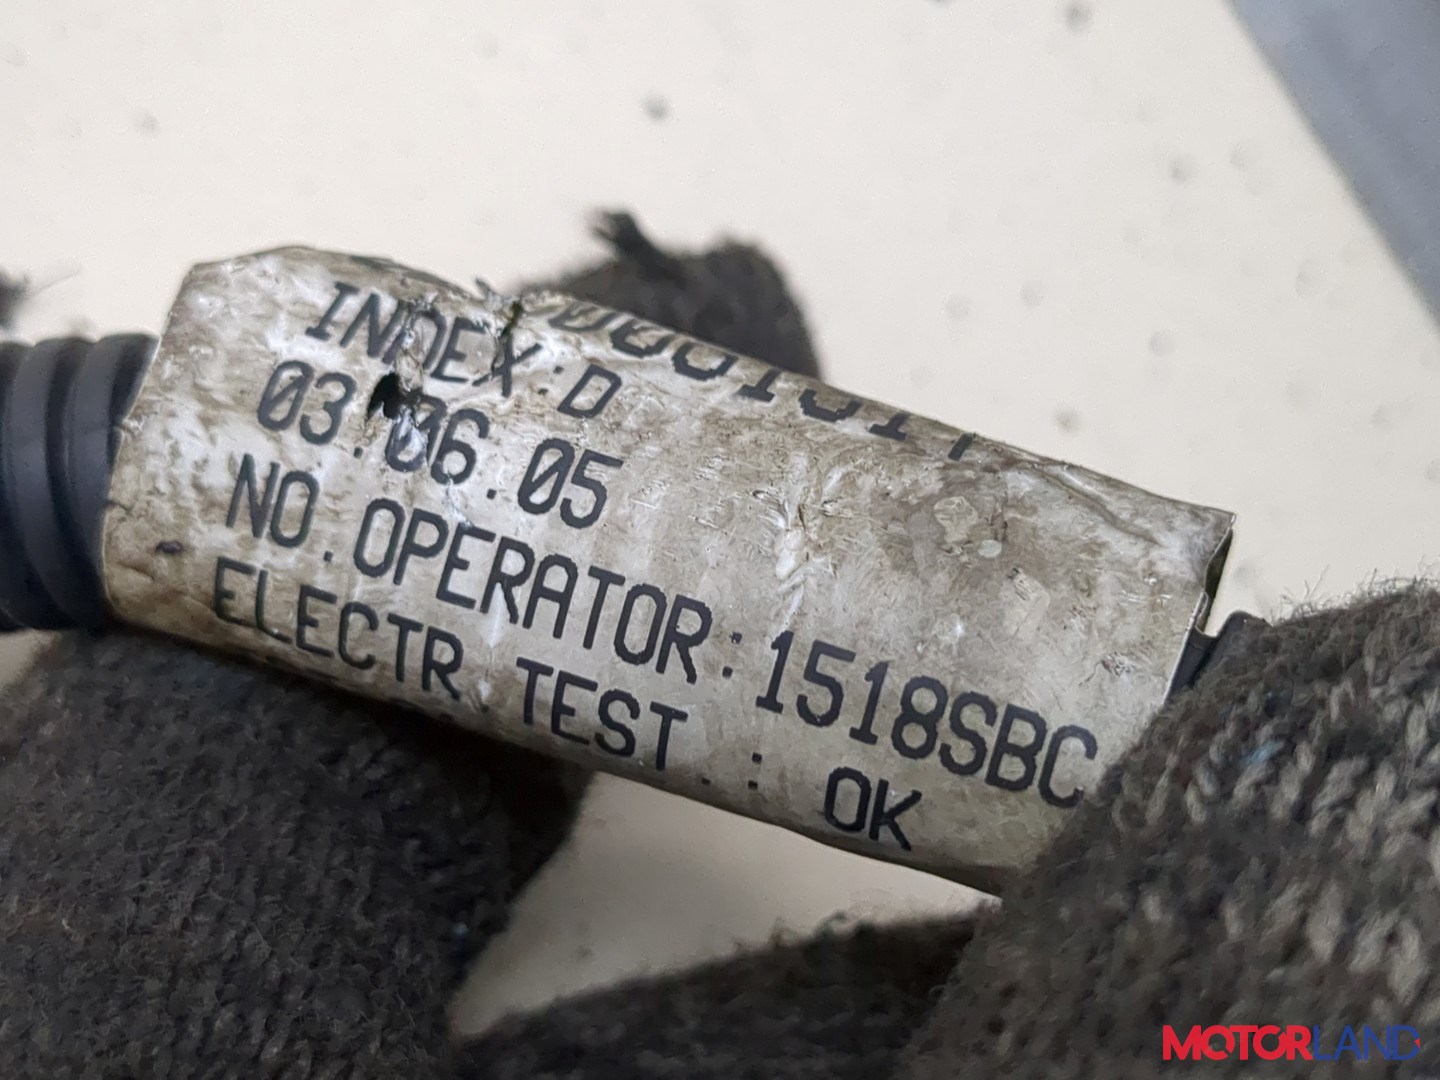 INDEX:D
03.06.05
NO.OPERATOR:1518SBC
ELECTR.TEST.: OK
MOTORLAND